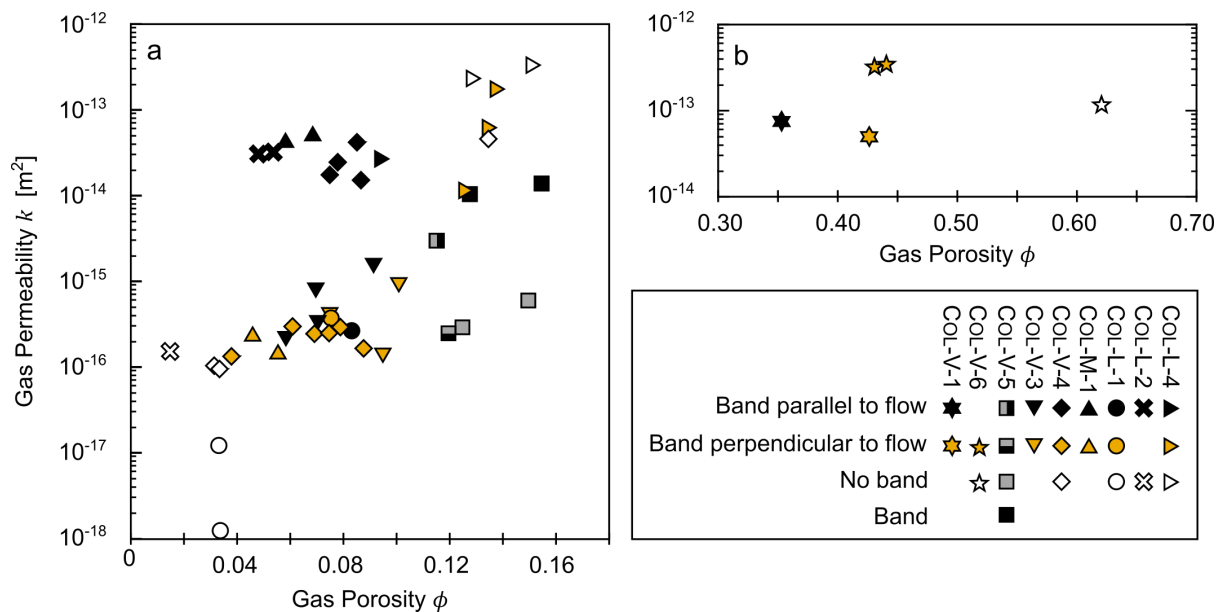 a
10⁻¹²
10⁻¹³
10⁻¹⁴
10⁻¹⁵
10⁻¹⁶
10⁻¹⁷
10⁻¹⁸
Gas Permeability k [m²]
0 0.04 0.08 0.12 0.16
Gas Porosity ϕ
b
10⁻¹²
10⁻¹³
10⁻¹⁴
0.30 0.40 0.50 0.60 0.70
Gas Porosity ϕ
COL-V-1
COL-V-6
COL-V-5
COL-V-3
COL-V-4
COL-M-1
COL-L-1
COL-L-2
COL-L-4
Band parallel to flow
Band perpendicular to flow
No band
Band